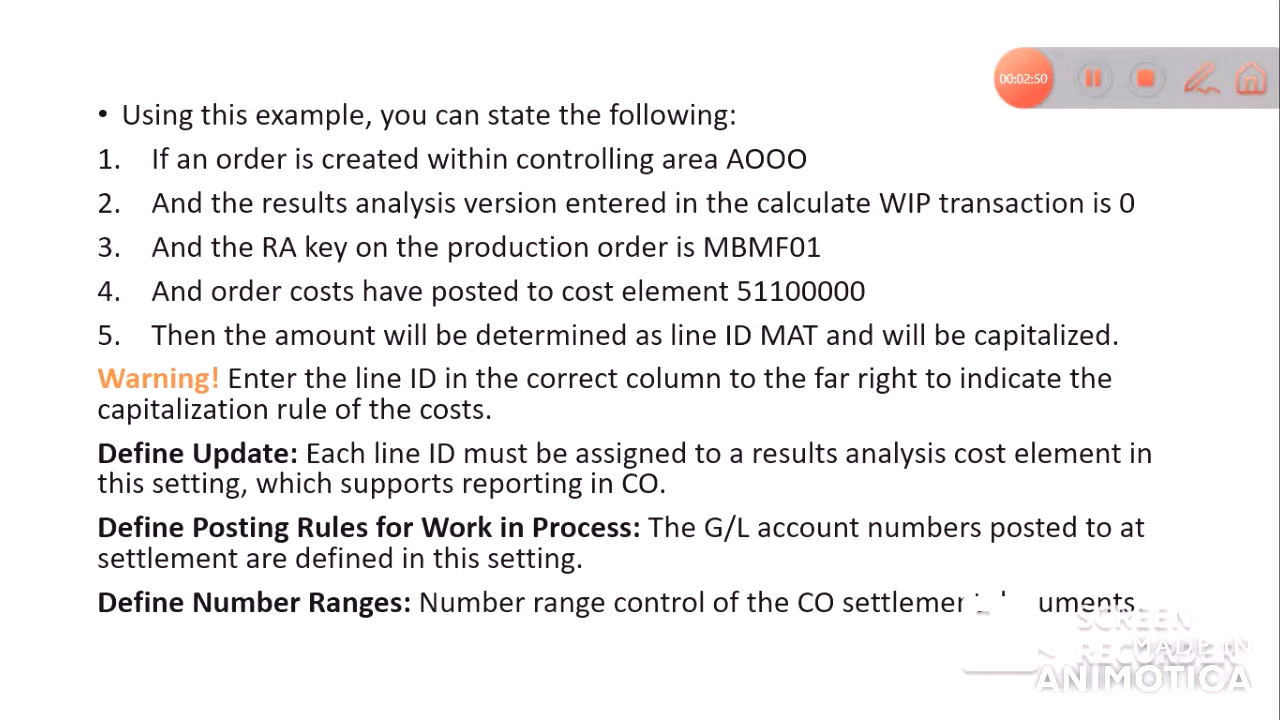 00:02:50
• Using this example, you can state the following:
1. If an order is created within controlling area AOOO
2. And the results analysis version entered in the calculate WIP transaction is 0
3. And the RA key on the production order is MBMF01
4. And order costs have posted to cost element 51100000
5. Then the amount will be determined as line ID MAT and will be capitalized.
Warning! Enter the line ID in the correct column to the far right to indicate the
capitalization rule of the costs.
Define Update: Each line ID must be assigned to a results analysis cost element in
this setting, which supports reporting in CO.
Define Posting Rules for Work in Process: The G/L account numbers posted to at
settlement are defined in this setting.
Define Number Ranges: Number range control of the CO
SCREEN
RECORDER
MADE IN
ANIMOTICA